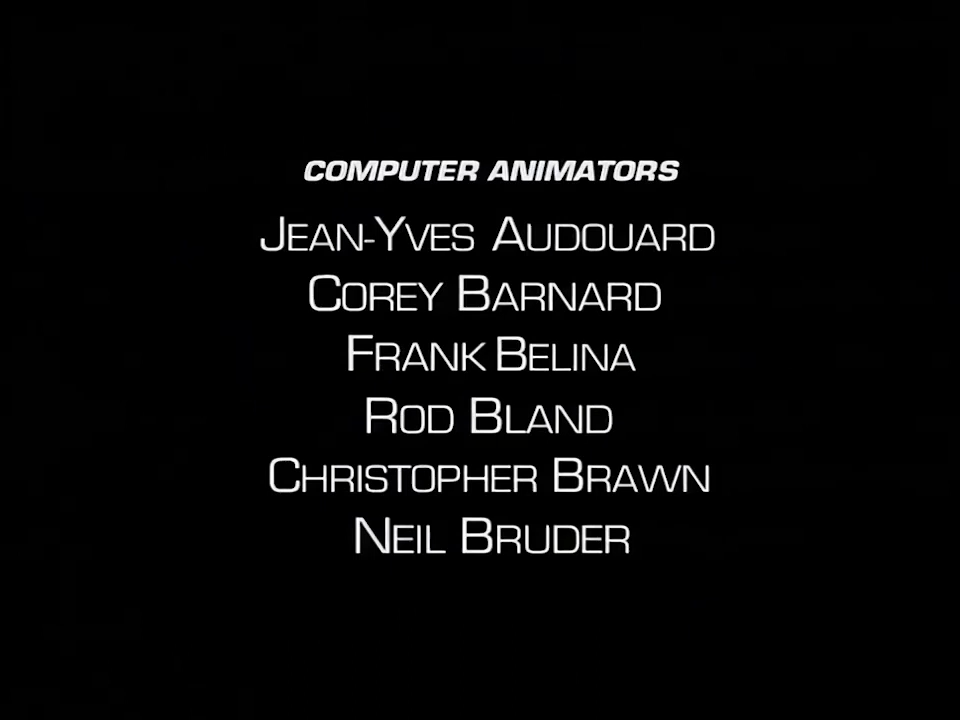 COMPUTER ANIMATORS
JEAN-YVES AUDOUARD
COREY BARNARD
FRANK BELINA
ROD BLAND
CHRISTOPHER BRAWN
NEIL BRUDER